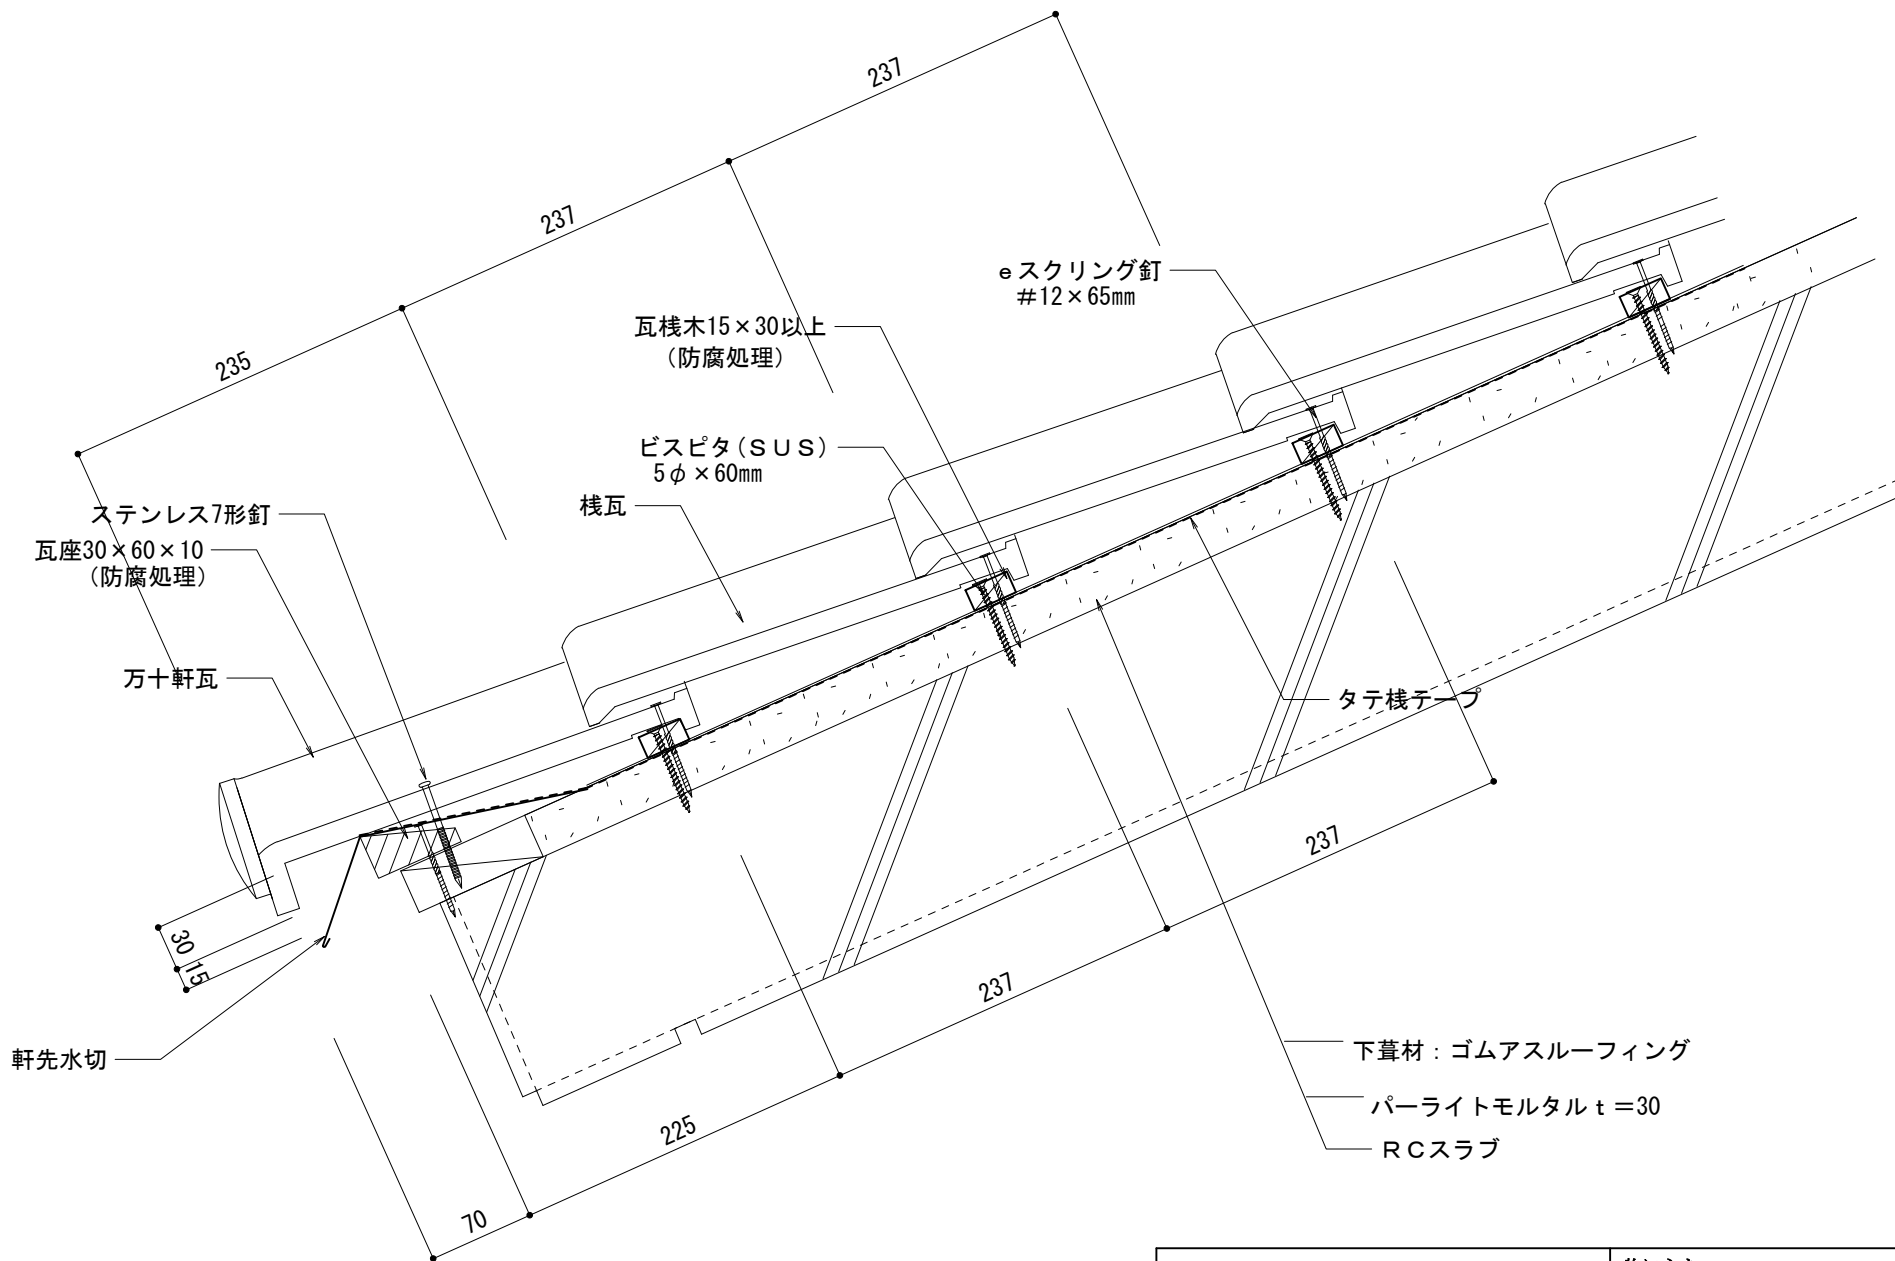 237
237
237
235
eスクリング釘
#12×65mm
瓦桟木15×30以上
(防腐処理)
ビスピタ(SUS)
5φ×60mm
桟瓦
ステンレス7形釘
瓦座30×60×10
(防腐処理)
万十軒瓦
タテ桟テープ
30
15
軒先水切
237
237
225
70
下葺材:ゴムアスルーフィング
パーライトモルタルt=30
RCスラブ